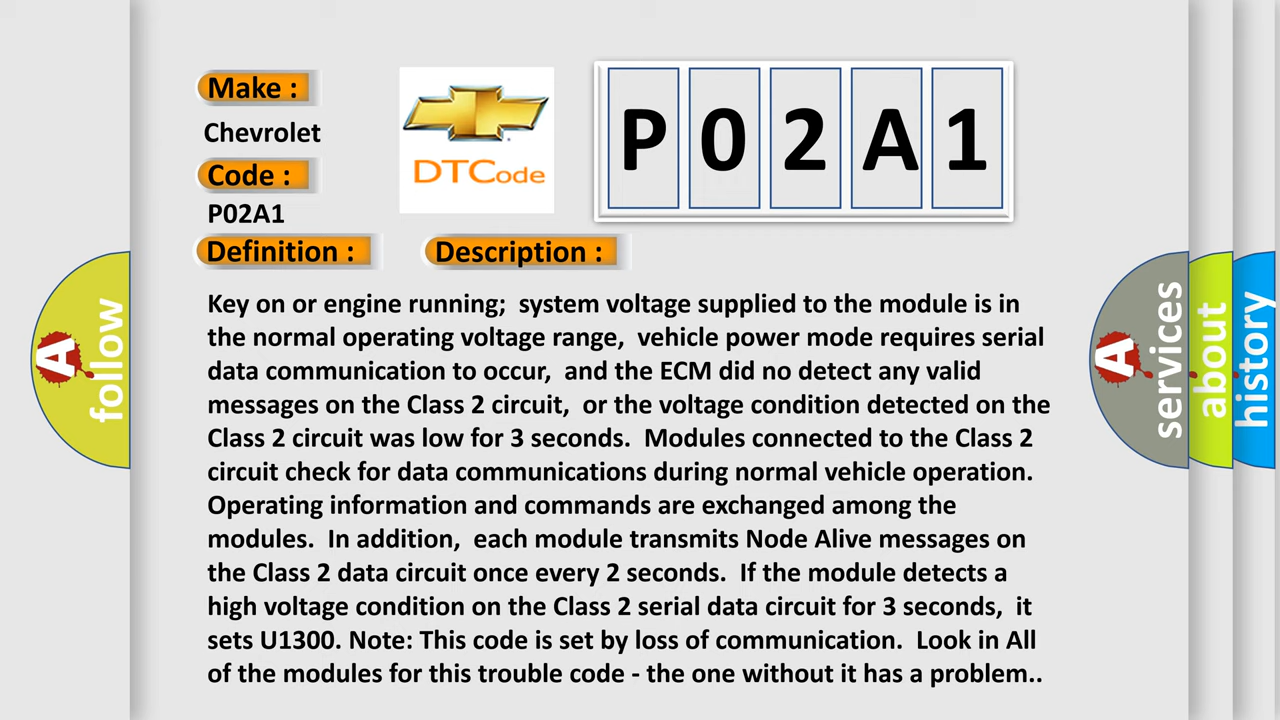 Make :
Chevrolet
Code :
P02A1
DTCode
P 0 2 A 1
Definition :
Description :
Key on or engine running; system voltage supplied to the module is in
the normal operating voltage range, vehicle power mode requires serial
data communication to occur, and the ECM did no detect any valid
messages on the Class 2 circuit, or the voltage condition detected on the
Class 2 circuit was low for 3 seconds. Modules connected to the Class 2
circuit check for data communications during normal vehicle operation.
Operating information and commands are exchanged among the
modules. In addition, each module transmits Node Alive messages on
the Class 2 data circuit once every 2 seconds. If the module detects a
high voltage condition on the Class 2 serial data circuit for 3 seconds, it
sets U1300. Note: This code is set by loss of communication. Look in All
of the modules for this trouble code - the one without it has a problem..
A follow
A services
about
history